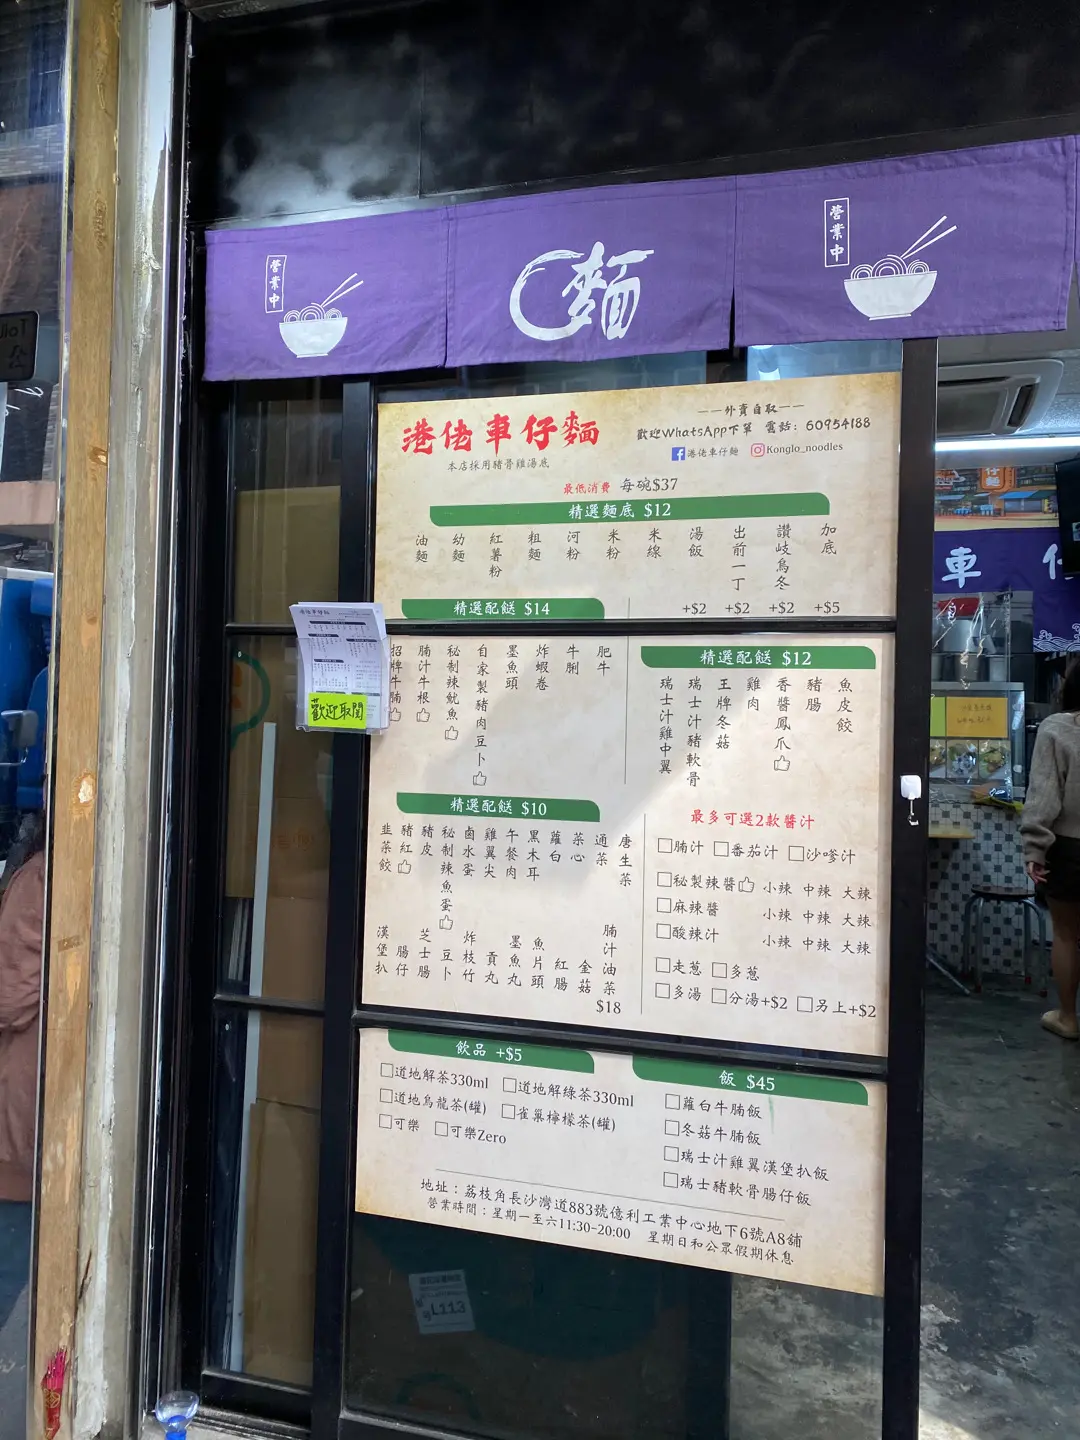 營業中
麵
營業中
港佬車仔麵
本店採用豬骨雞湯底
——外賣自取——
歡迎WhatsApp下單 電話: 60954188
港佬車仔麵 Konglo_noodles
最低消費 每碗$37
精選麵底 $12
油麵
幼麵
紅薯粉
粗麵
河粉
米粉
米線
湯飯 +$2
出前一丁 +$2
讚岐烏冬 +$2
加底 +$5
精選配餸 $14
招牌牛腩
腩汁牛根
秘制辣魷魚
自家製豬肉豆卜
墨魚頭
炸蝦卷
牛脷
肥牛
精選配餸 $12
瑞士汁雞中翼
瑞士汁豬軟骨
王牌冬菇
雞肉
香醬鳳爪
豬腸
魚皮餃
精選配餸 $10
韭菜餃
豬紅
豬皮
秘制辣魚蛋
鹵水蛋
雞翼尖
午餐肉
黑木耳
蘿白
菜心
通菜
唐生菜
漢堡扒
腸仔
芝士腸
豆卜
炸枝竹
貢丸
墨魚丸
魚片頭
紅腸
金菇
腩汁油菜 $18
最多可選2款醬汁
腩汁 番茄汁 沙嗲汁
秘製辣醬 小辣 中辣 大辣
麻辣醬 小辣 中辣 大辣
酸辣汁 小辣 中辣 大辣
走蔥 多蔥
多湯 分湯+$2 另上+$2
飲品 +$5
道地解茶330ml 道地解綠茶330ml
道地烏龍茶(罐) 雀巢檸檬茶(罐)
可樂 可樂Zero
飯 $45
蘿白牛腩飯
冬菇牛腩飯
瑞士汁雞翼漢堡扒飯
瑞士豬軟骨腸仔飯
地址：荔枝角長沙灣道883號億利工業中心地下6號A8舖
營業時間：星期一至六11:30-20:00 星期日和公眾假期休息
港佬車仔麵
歡迎取閱
L113
車仔